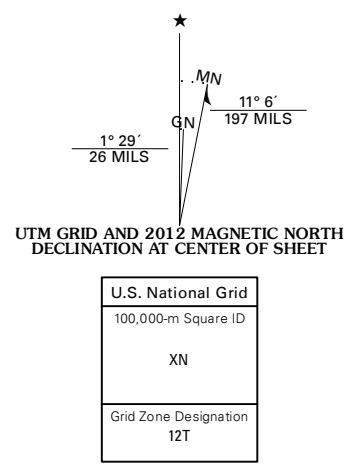 ★
MN
11° 6´
197 MILS
GN
1° 29´
26 MILS
UTM GRID AND 2012 MAGNETIC NORTH
DECLINATION AT CENTER OF SHEET
U.S. National Grid
100,000-m Square ID
XN
Grid Zone Designation
12T